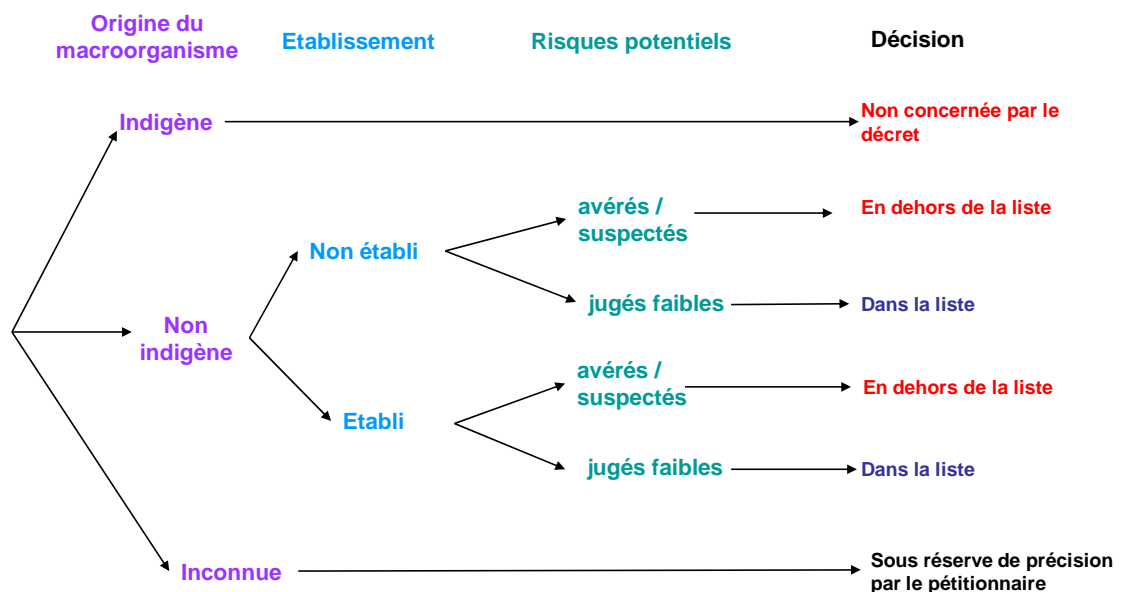 Origine du
macroorganisme
Etablissement
Risques potentiels
Décision
Indigène
Non concernée par le
décret
Non établi
avérés /
suspectés
En dehors de la liste
jugés faibles
Dans la liste
Non
indigène
Etabli
avérés /
suspectés
En dehors de la liste
jugés faibles
Dans la liste
Inconnue
Sous réserve de précision
par le pétitionnaire